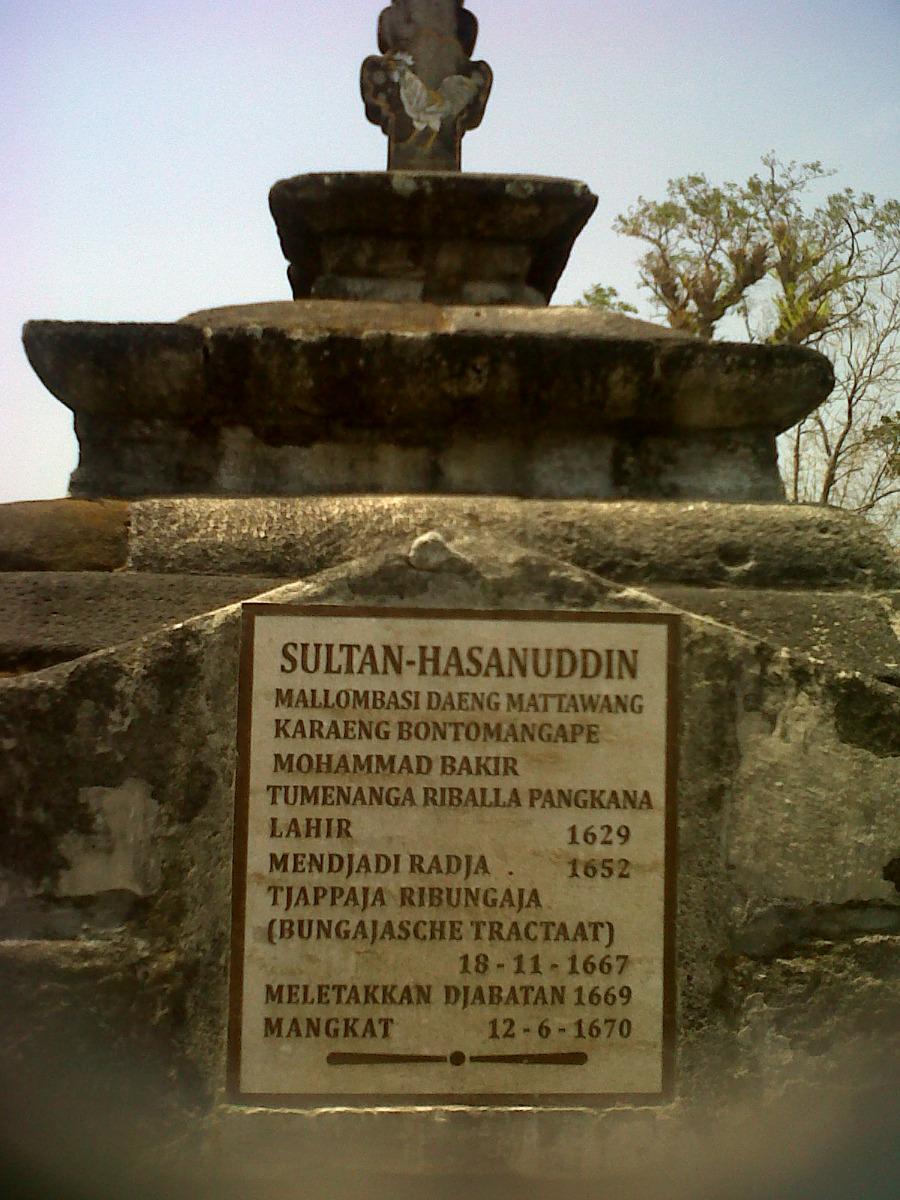 SULTAN-HASANUDDIN
MALLOMBASI DAENG MATTAWANG
KARAENG BONTOMANGAPE
MOHAMMAD BAKIR
TUMENANGA RIBALLA PANGKANA
LAHIR 1629
MENDJADI RADJA . 1652
TJAPPAJA RIBUNGAJA
(BUNGAJASCHE TRACTAAT)
18-11-1667
MELETAKKAN DJABATAN 1669
MANGKAT 12-6-1670